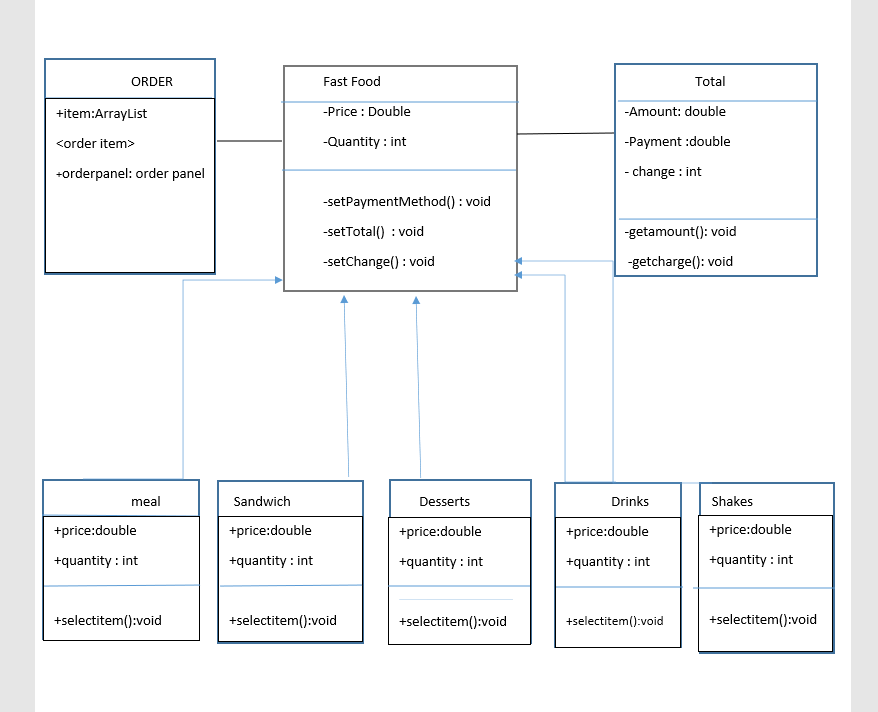 ORDER
+item:ArrayList
<order item>
+orderpanel: order panel
Fast Food
-Price : Double
-Quantity : int
-setPaymentMethod() : void
-setTotal()  : void
-setChange() : void
Total
-Amount: double
-Payment :double
- change : int
-getamount(): void
-getcharge(): void
meal
+price:double
+quantity : int
+selectitem():void
Sandwich
+price:double
+quantity : int
+selectitem():void
Desserts
+price:double
+quantity : int
+selectitem():void
Drinks
+price:double
+quantity : int
+selectitem():void
Shakes
+price:double
+quantity : int
+selectitem():void